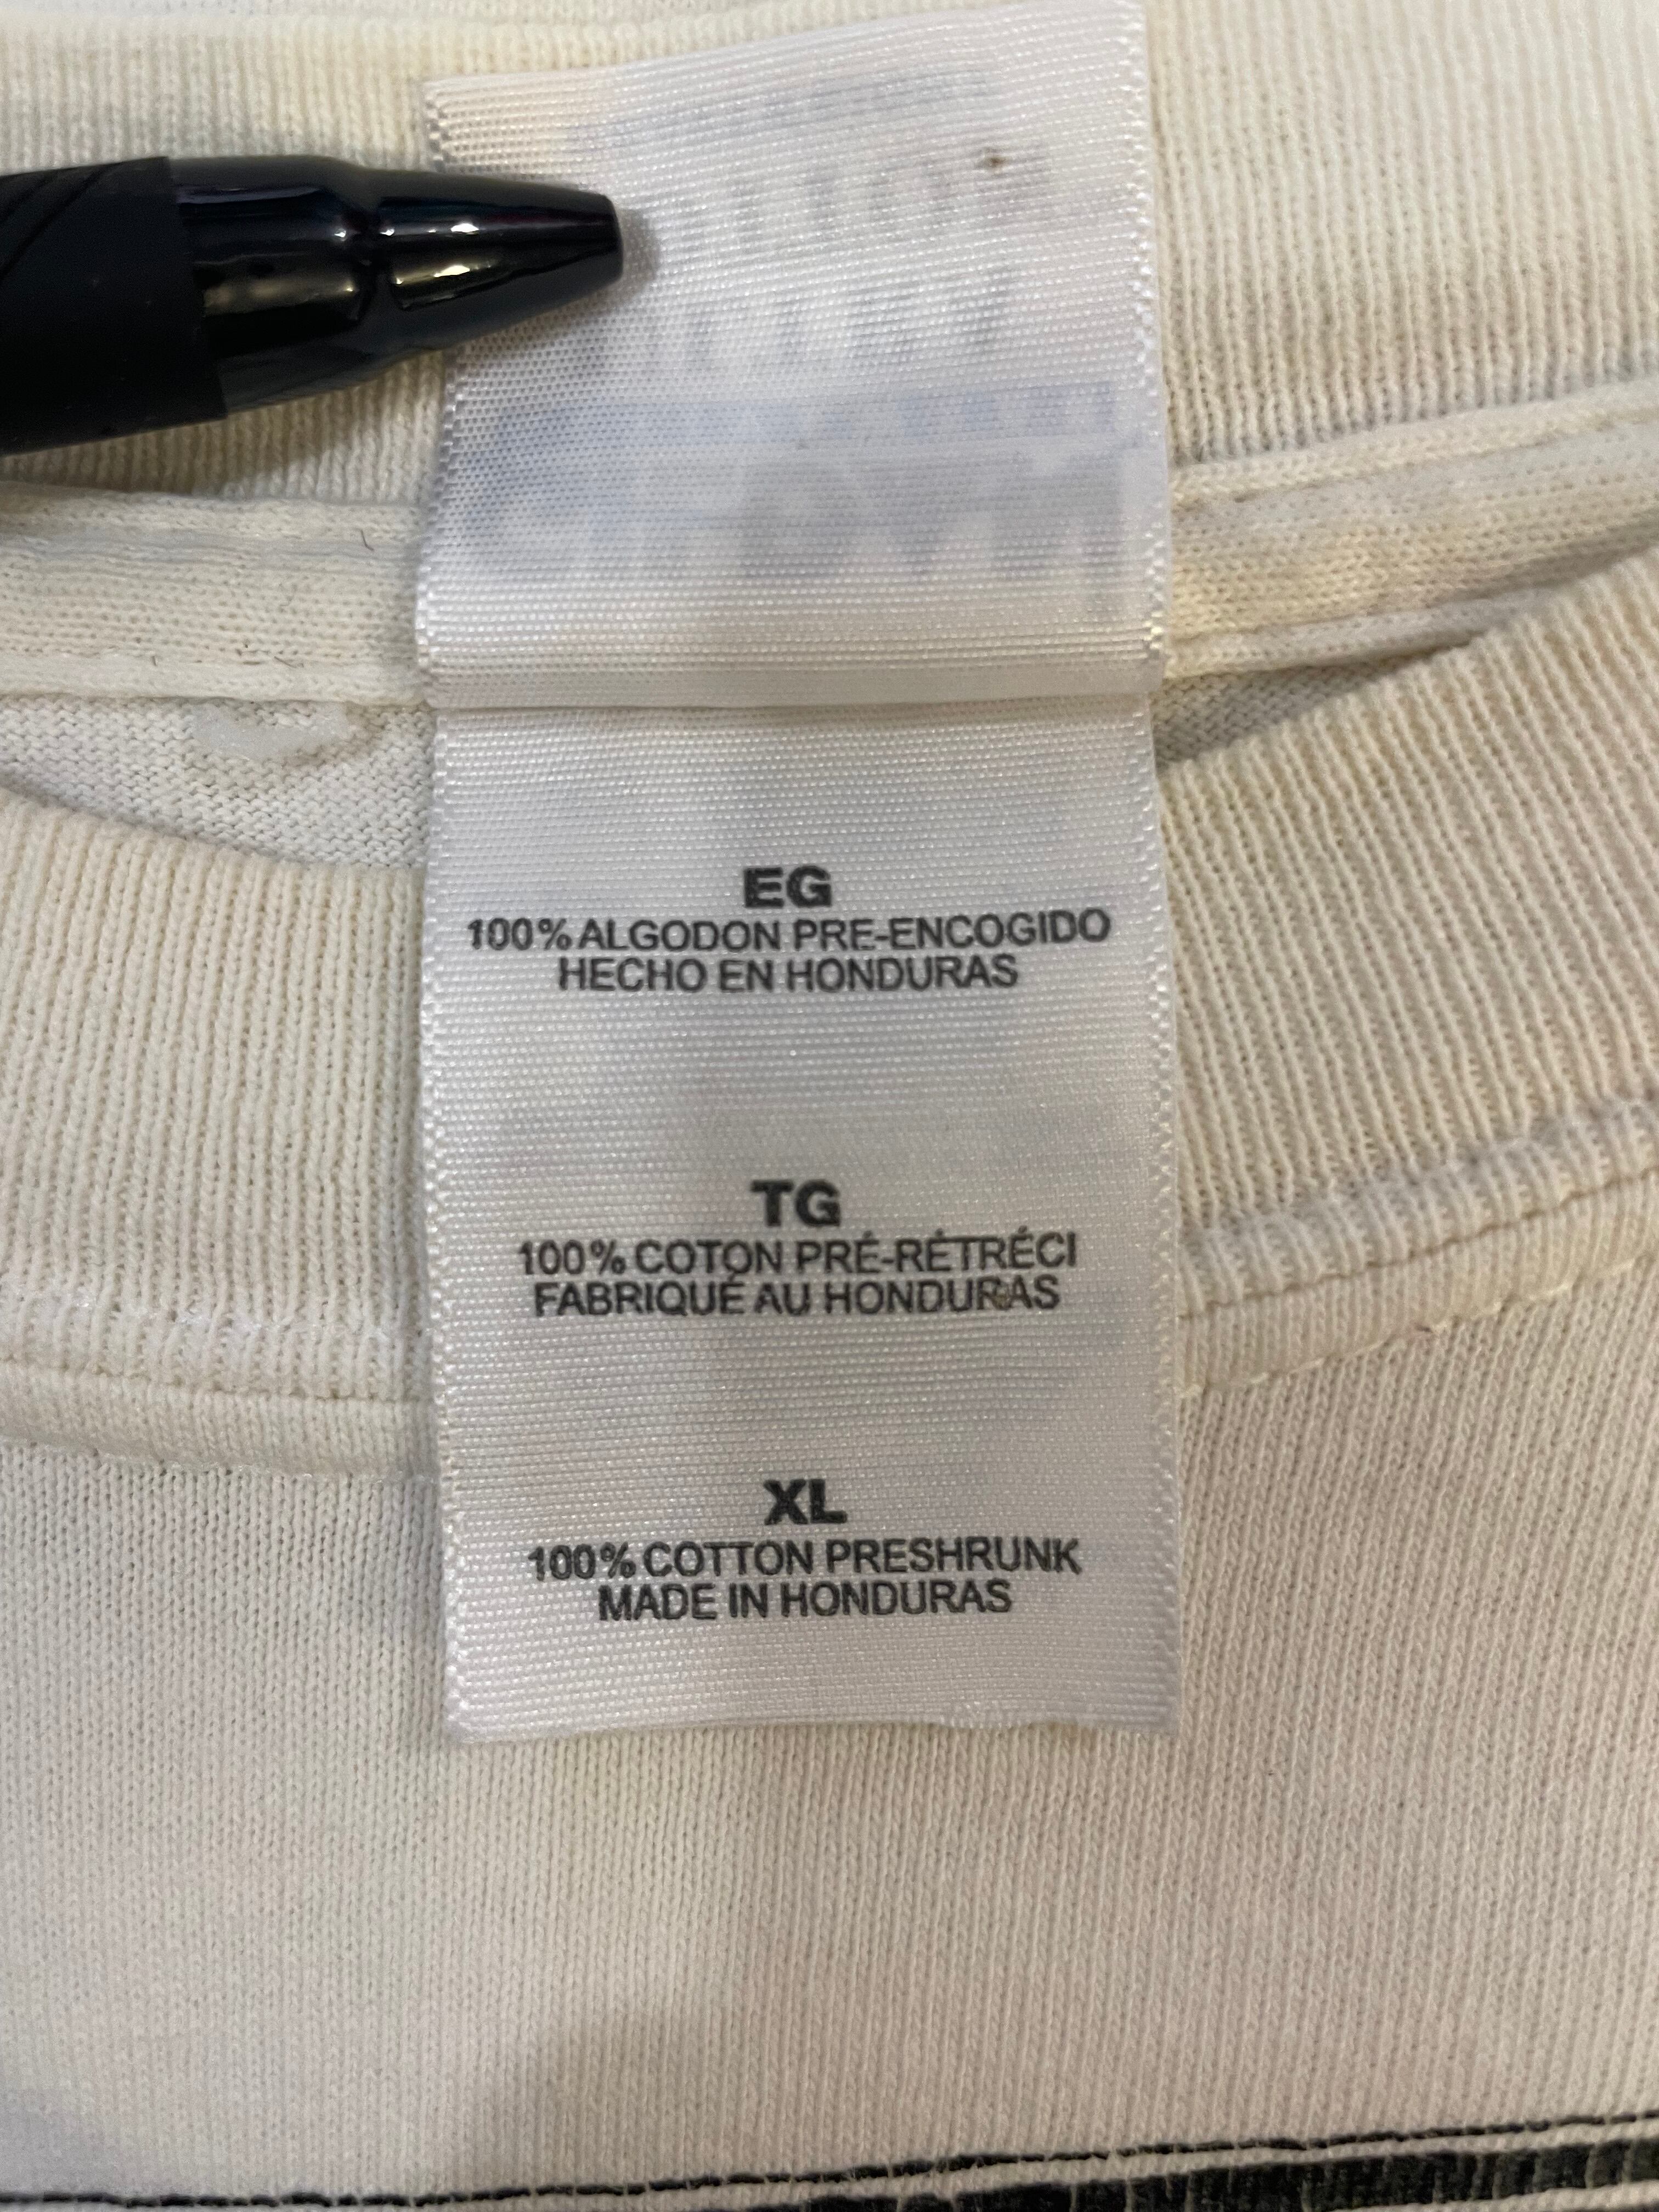 EG
100% ALGODON PRE-ENCOGIDO
HECHO EN HONDURAS
TG
100% COTON PRÉ-RÉTRÉCI
FABRIQUÉ AU HONDURAS
XL
100% COTTON PRESHRUNK
MADE IN HONDURAS